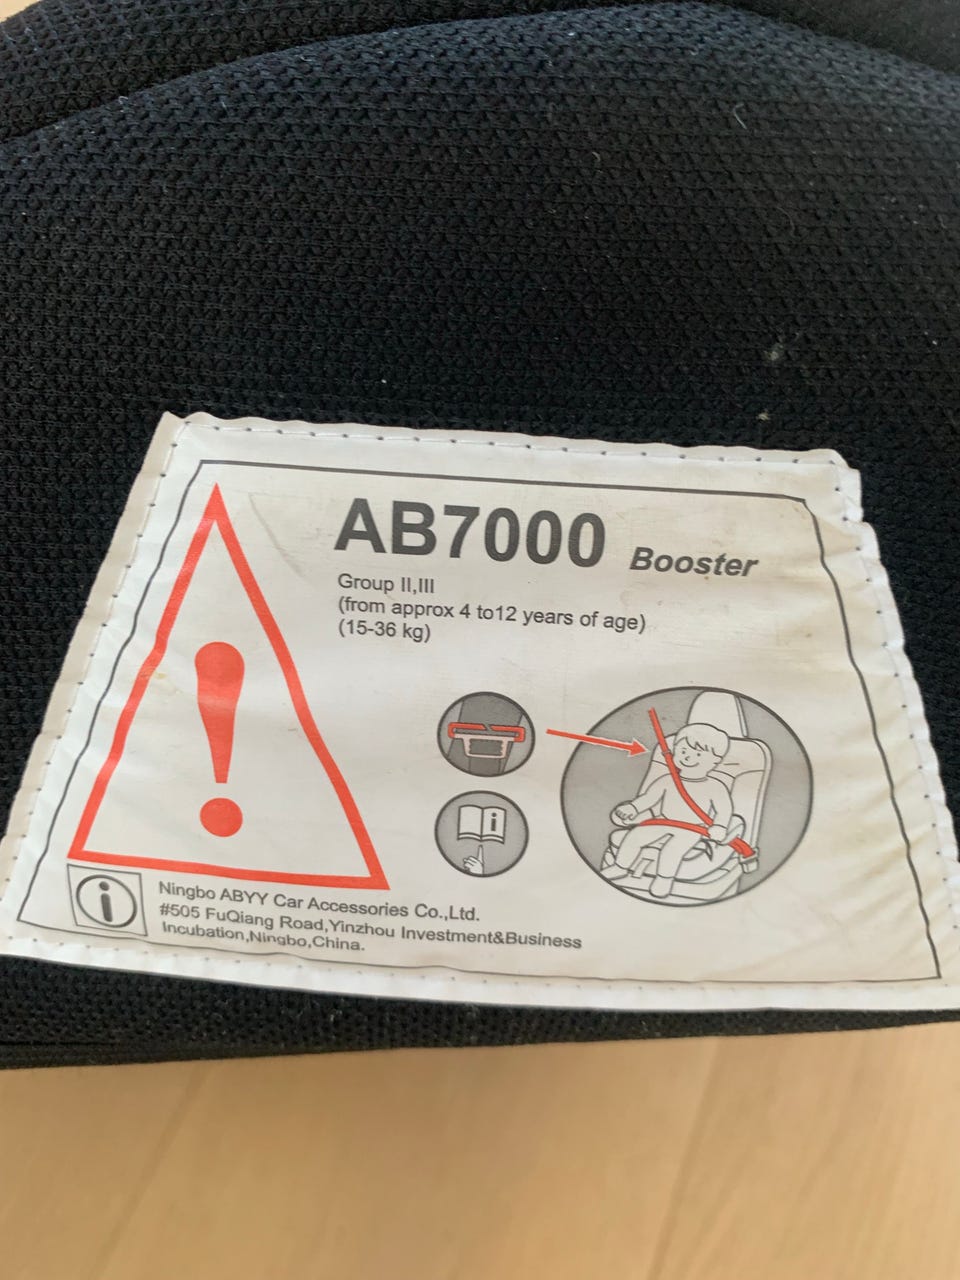 AB7000 Booster
Group II,III
(from approx 4 to12 years of age)
(15-36 kg)
Ningbo ABYY Car Accessories Co.,Ltd.
#505 FuQiang Road,Yinzhou Investment&Business
Incubation,Ningbo,China.